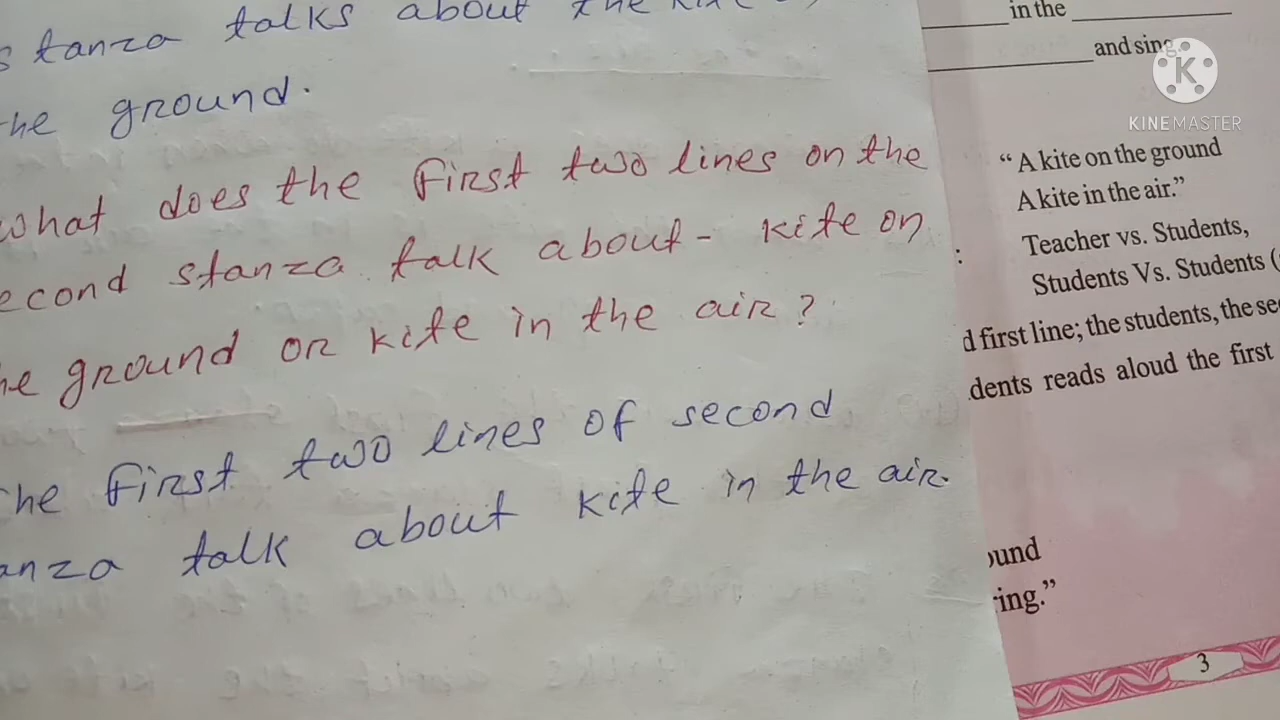 stanza talks about the kite
the ground.
what does the first two lines on the
second stanza talk about - kite on
the ground or kite in the air?
The first two lines of second
stanza talk about kite in the air.
in the
and sing.
KINEMASTER
“A kite on the ground
A kite in the air.”
: Teacher vs. Students,
Students Vs. Students (
d first line; the students, the se
dents reads aloud the first
ound
ring.”
3